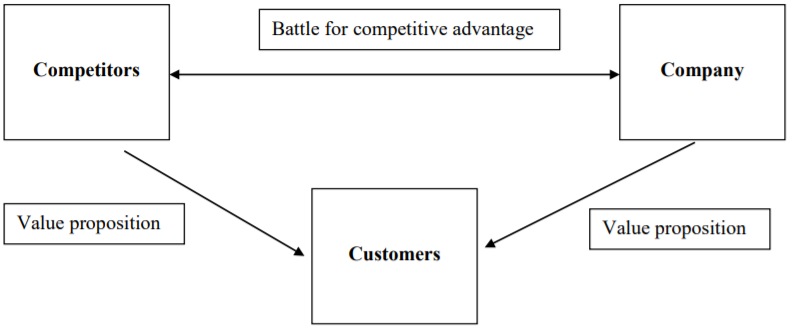 Battle for competitive advantage
Competitors
Company
Value proposition
Value proposition
Customers